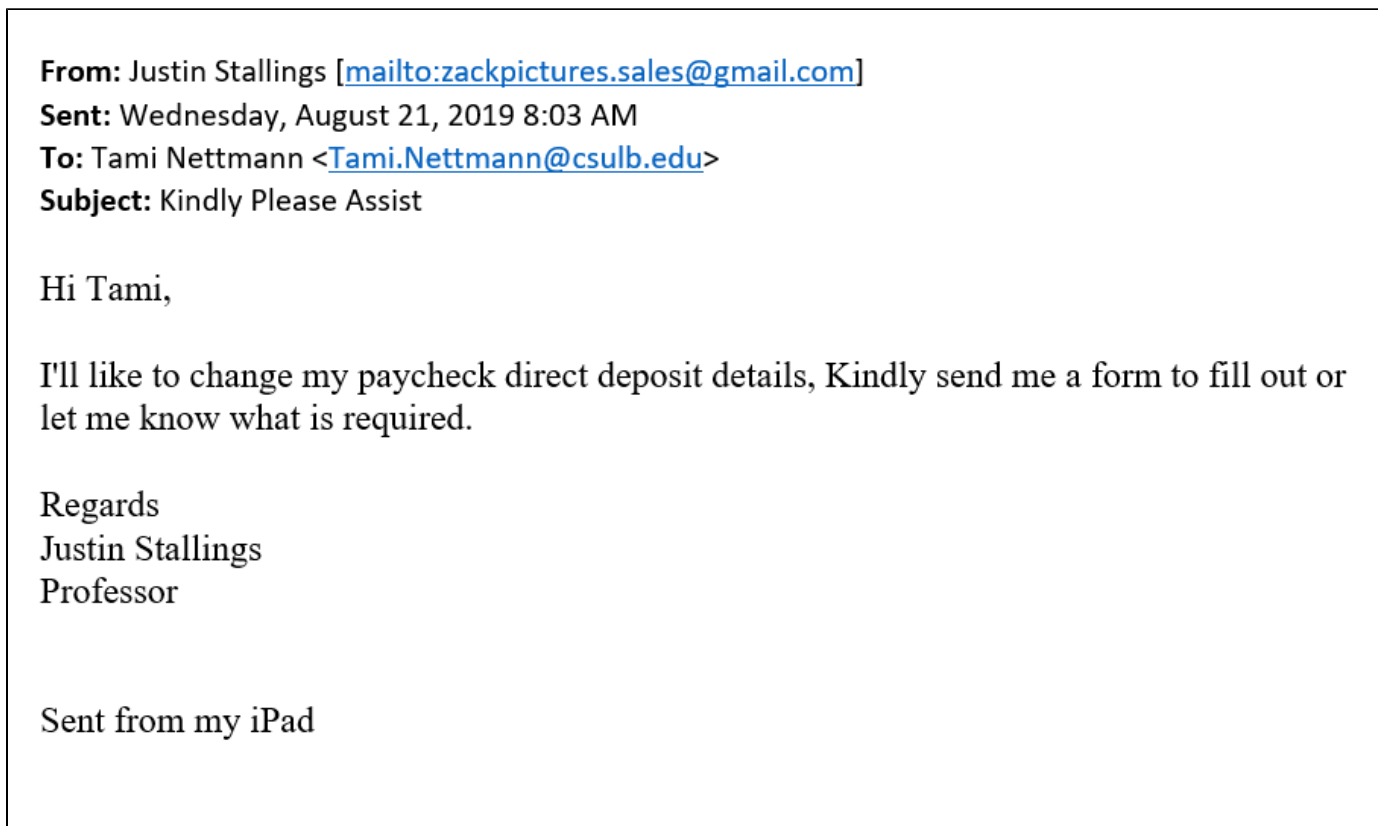 From: Justin Stallings [mailto:zackpictures.sales@gmail.com]
Sent: Wednesday, August 21, 2019 8:03 AM
To: Tami Nettmann <Tami.Nettmann@csulb.edu>
Subject: Kindly Please Assist
Hi Tami,
I'll like to change my paycheck direct deposit details, Kindly send me a form to fill out or
let me know what is required.
Regards
Justin Stallings
Professor
Sent from my iPad